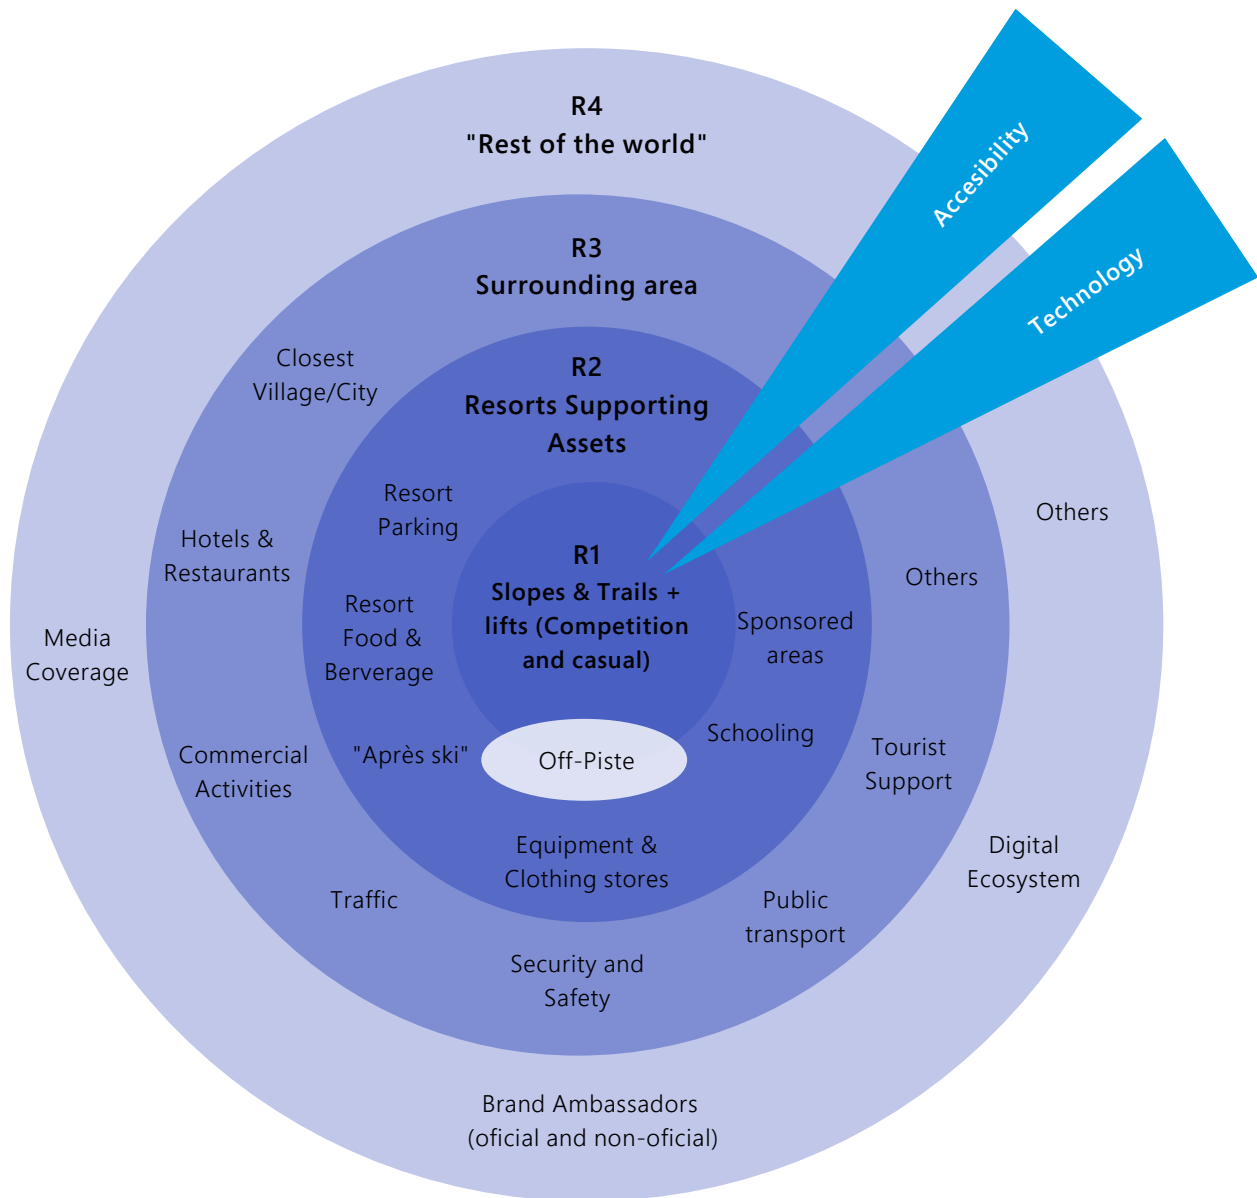 R4
"Rest of the world"
Accesibility
Technology
R3
Surrounding area
Closest
Village/City
R2
Resorts Supporting
Assets
Resort
Parking
Hotels &
Restaurants
Others
R1
Slopes & Trails +
lifts (Competition
and casual)
Others
Resort
Food &
Berverage
Sponsored
areas
Media
Coverage
"Après ski"
Off-Piste
Schooling
Commercial
Activities
Tourist
Support
Equipment &
Clothing stores
Digital
Ecosystem
Traffic
Public
transport
Security and
Safety
Brand Ambassadors
(oficial and non-oficial)